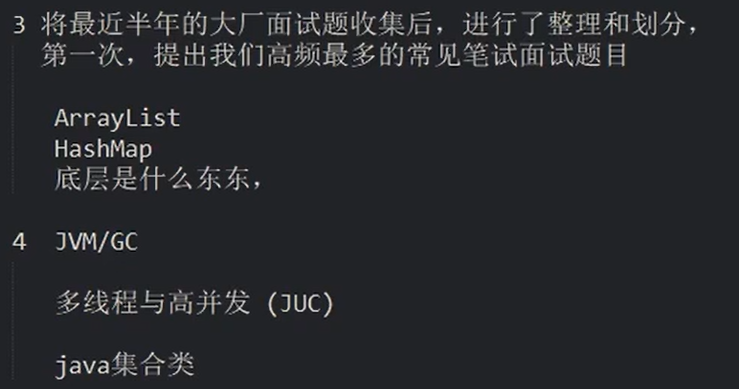 3 将最近半年的大厂面试题收集后，进行了整理和划分，
第一次，提出我们高频最多的常见笔试面试题目
ArrayList
HashMap
底层是什么东东，
4 JVM/GC
多线程与高并发 (JUC)
java集合类